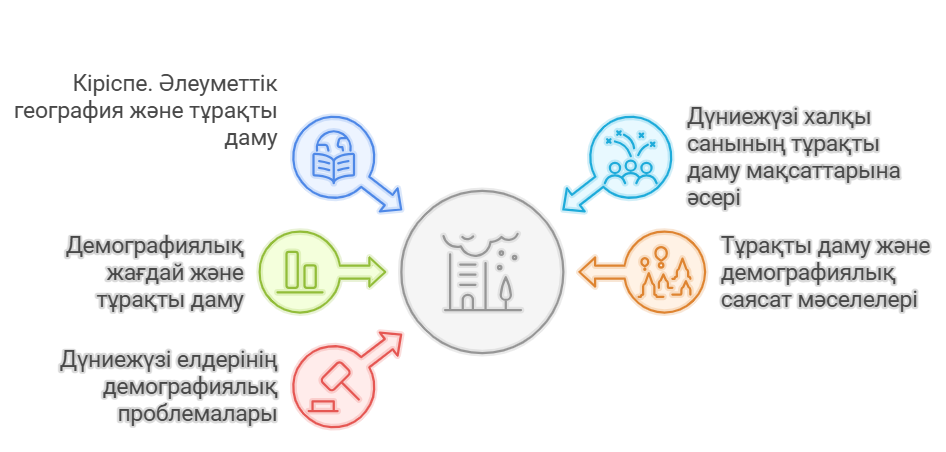 Кіріспе. Әлеуметтік
география және тұрақты
даму
Демографиялық
жағдай және
тұрақты даму
Дүниежүзі елдерінің
демографиялық
проблемалары
Дүниежүзі халқы
санының тұрақты
даму мақсаттарына
әсері
Тұрақты даму және
демографиялық
саясат мәселелері